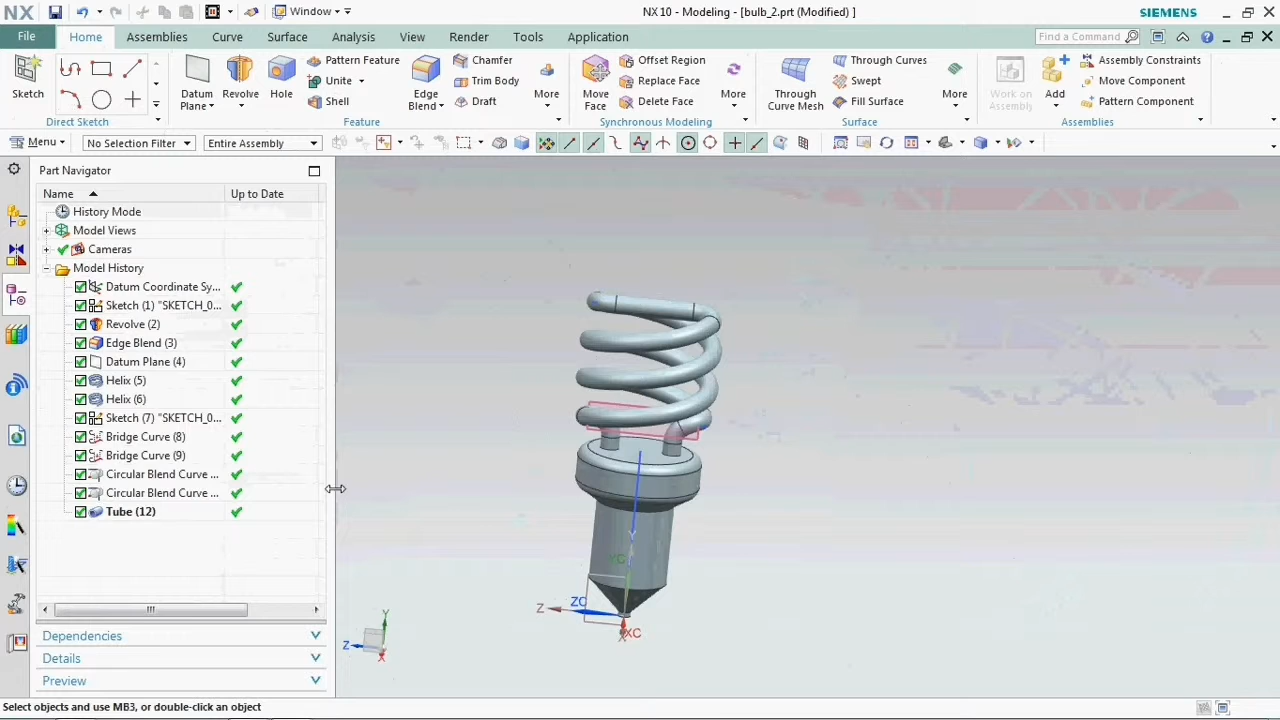 NX
Window
NX 10 - Modeling - [bulb_2.prt (Modified) ]
SIEMENS
File
Home
Assemblies
Curve
Surface
Analysis
View
Render
Tools
Application
Find a Command
Sketch
Direct Sketch
Datum
Plane
Revolve
Hole
Pattern Feature
Unite
Shell
Edge
Blend
Chamfer
Trim Body
Draft
More
Feature
Move
Face
Offset Region
Replace Face
Delete Face
More
Synchronous Modeling
Through
Curve Mesh
Through Curves
Swept
Fill Surface
More
Surface
Work on
Assembly
Add
Assembly Constraints
Move Component
Pattern Component
Assemblies
Menu
No Selection Filter
Entire Assembly
Part Navigator
Name
Up to Date
History Mode
Model Views
Cameras
Model History
Datum Coordinate Sy...
Sketch (1) "SKETCH_0...
Revolve (2)
Edge Blend (3)
Datum Plane (4)
Helix (5)
Helix (6)
Sketch (7) "SKETCH_0...
Bridge Curve (8)
Bridge Curve (9)
Circular Blend Curve ...
Circular Blend Curve ...
Tube (12)
Dependencies
Details
Preview
Y
YC
Z
ZC
XC
X
Y
Z
X
Select objects and use MB3, or double-click an object